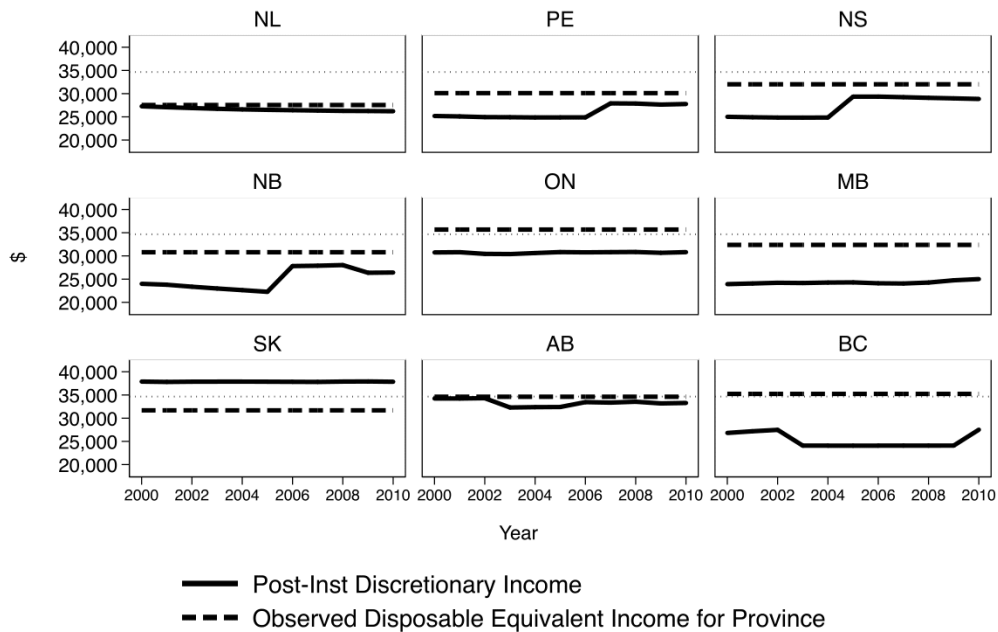 NL PE NS
40,000
35,000
30,000
25,000
20,000
NB ON MB
40,000
35,000
30,000
25,000
20,000
$
SK AB BC
40,000
35,000
30,000
25,000
20,000
2000 2002 2004 2006 2008 2010 2000 2002 2004 2006 2008 2010 2000 2002 2004 2006 2008 2010
Year
Post-Inst Discretionary Income
Observed Disposable Equivalent Income for Province